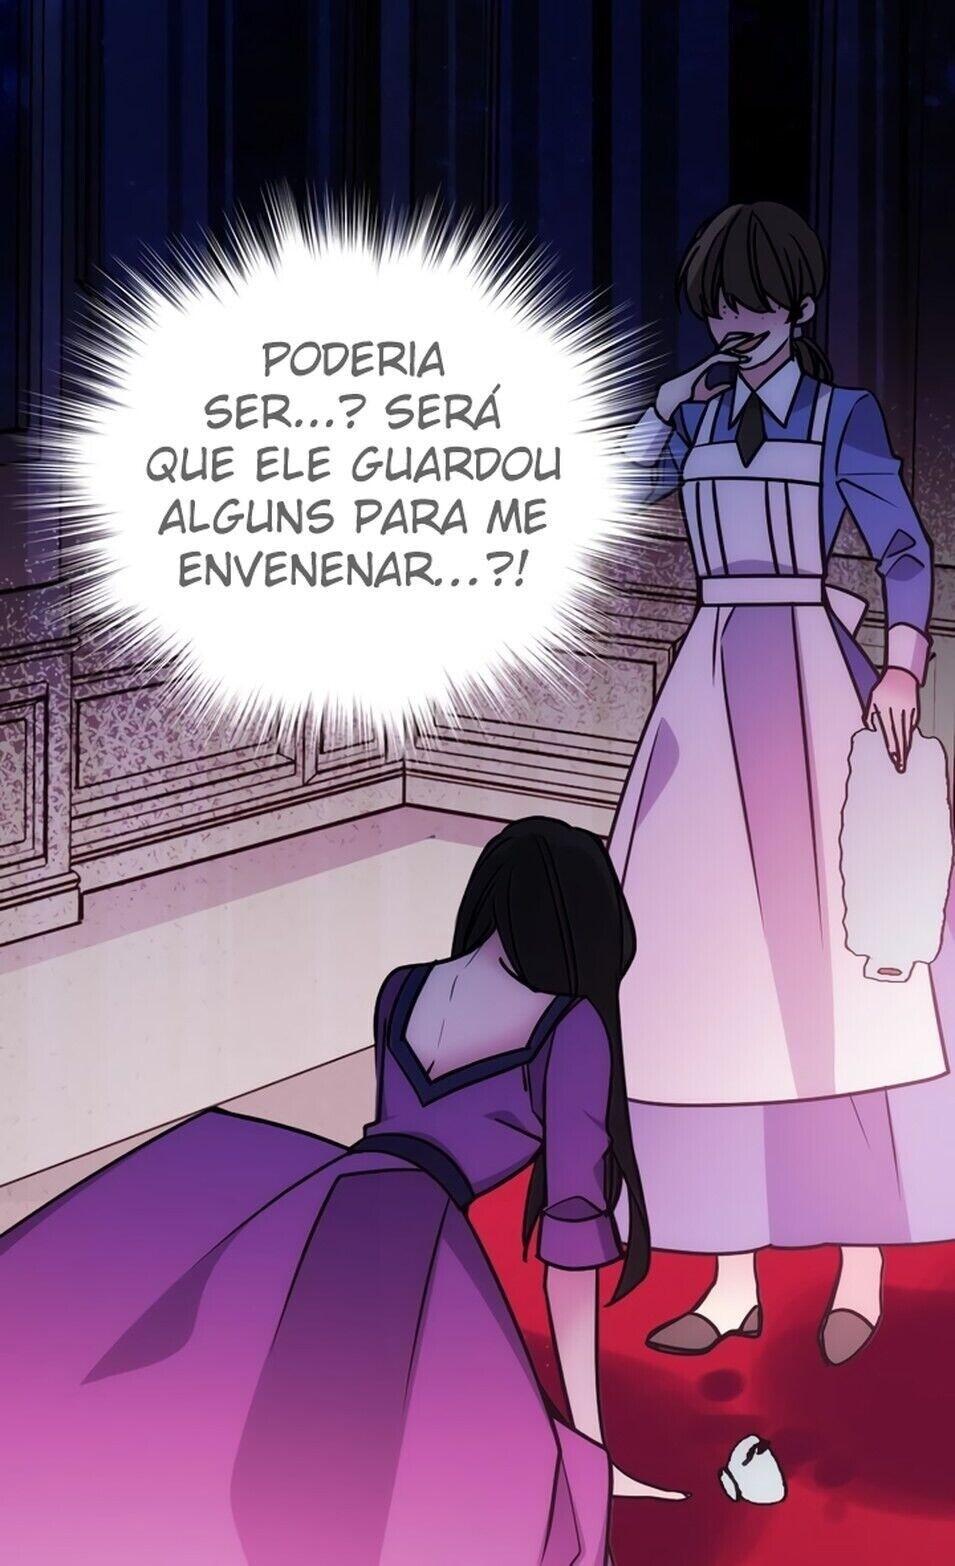 PODERIA
SER...? SERÁ
QUE ELE GUARDOU
ALGUNS PARA ME
ENVENENAR...?!